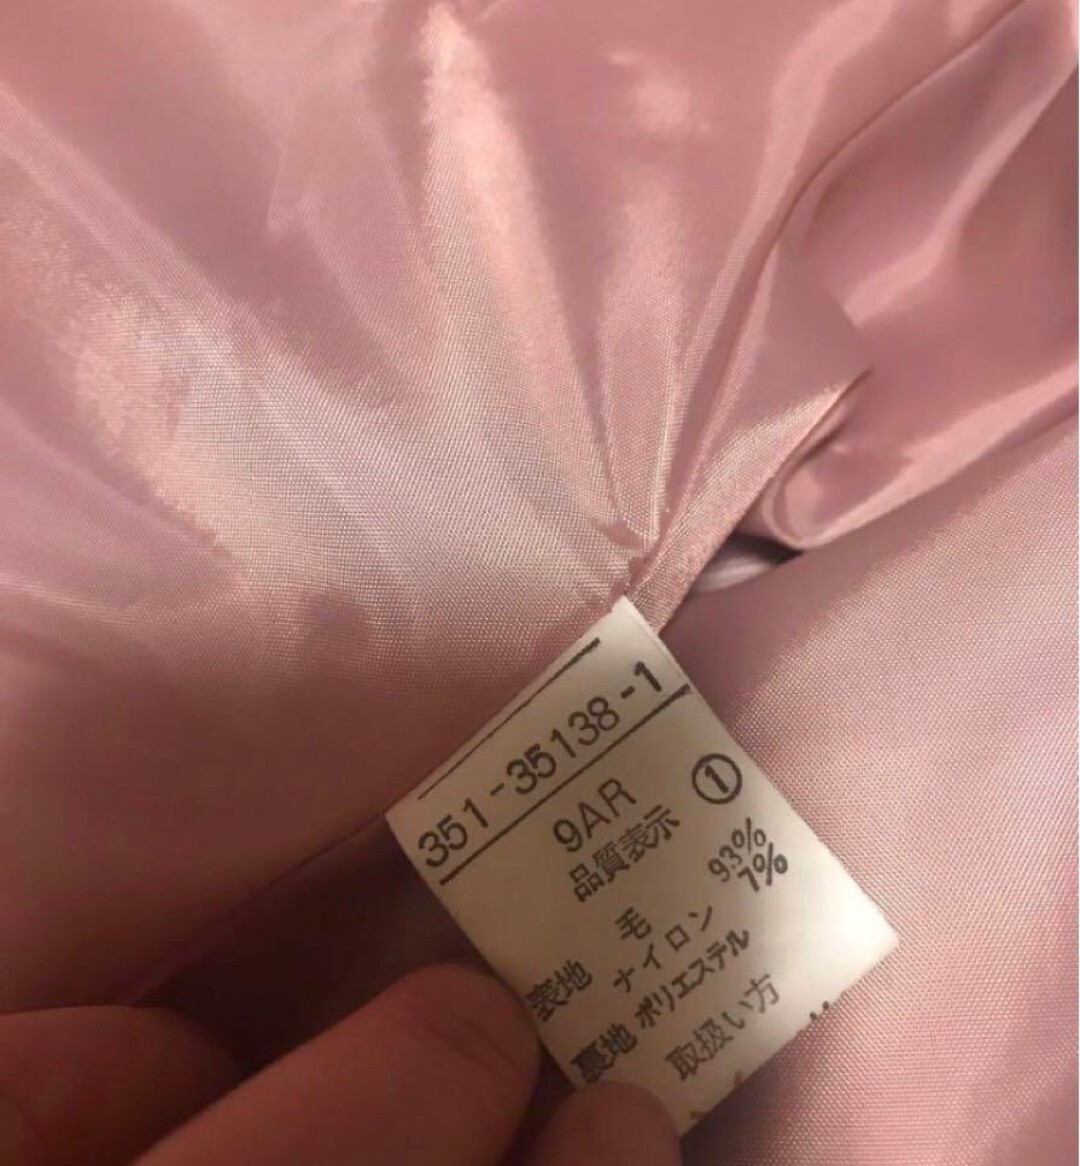 351-35138-1
9AR ①
品質表示
表地 毛 93%
ナイロン 7%
裏地 ポリエステル
取扱い方